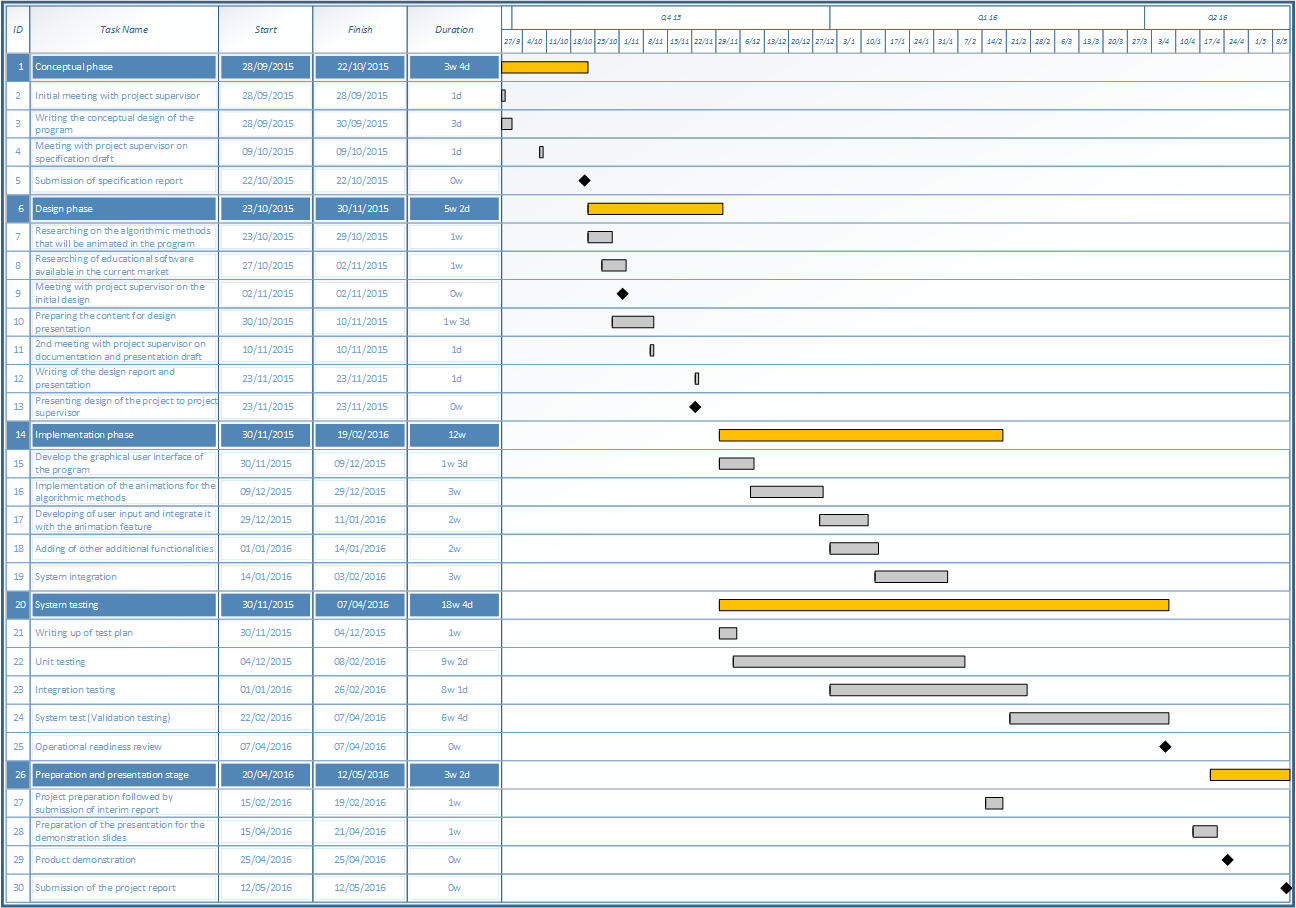 ID Task Name Start Finish Duration Q4 15 Q1 16 Q2 16
27/9 4/10 11/10 18/10 25/10 1/11 8/11 15/11 22/11 29/11 6/12 13/12 20/12 27/12 3/1 10/1 17/1 24/1 31/1 7/2 14/2 21/2 28/2 6/3 13/3 20/3 27/3 3/4 10/4 17/4 24/4 1/5 8/5
1 Conceptual phase 28/09/2015 22/10/2015 3w 4d
2 Initial meeting with project supervisor 28/09/2015 28/09/2015 1d
3 Writing the conceptual design of the
program 28/09/2015 30/09/2015 3d
4 Meeting with project supervisor on
specification draft 09/10/2015 09/10/2015 1d
5 Submission of specification report 22/10/2015 22/10/2015 0w
6 Design phase 23/10/2015 30/11/2015 5w 2d
7 Researching on the algorithmic methods
that will be animated in the program 23/10/2015 29/10/2015 1w
8 Researching of educational software
available in the current market 27/10/2015 02/11/2015 1w
9 Meeting with project supervisor on the
initial design 02/11/2015 02/11/2015 0w
10 Preparing the content for design
presentation 30/10/2015 10/11/2015 1w 3d
11 2nd meeting with project supervisor on
documentation and presentation draft 10/11/2015 10/11/2015 1d
12 Writing of the design report and
presentation 23/11/2015 23/11/2015 1d
13 Presenting design of the project to project
supervisor 23/11/2015 23/11/2015 0w
14 Implementation phase 30/11/2015 19/02/2016 12w
15 Develop the graphical user interface of
the program 30/11/2015 09/12/2015 1w 3d
16 Implementation of the animations for the
algorithmic methods 09/12/2015 29/12/2015 3w
17 Developing of user input and integrate it
with the animation feature 29/12/2015 11/01/2016 2w
18 Adding of other additional functionalities 01/01/2016 14/01/2016 2w
19 System integration 14/01/2016 03/02/2016 3w
20 System testing 30/11/2015 07/04/2016 18w 4d
21 Writing up of test plan 30/11/2015 04/12/2015 1w
22 Unit testing 04/12/2015 08/02/2016 9w 2d
23 Integration testing 01/01/2016 26/02/2016 8w 1d
24 System test (Validation testing) 22/02/2016 07/04/2016 6w 4d
25 Operational readiness review 07/04/2016 07/04/2016 0w
26 Preparation and presentation stage 20/04/2016 12/05/2016 3w 2d
27 Project preparation followed by
submission of interim report 15/02/2016 19/02/2016 1w
28 Preparation of the presentation for the
demonstration slides 15/04/2016 21/04/2016 1w
29 Product demonstration 25/04/2016 25/04/2016 0w
30 Submission of the project report 12/05/2016 12/05/2016 0w